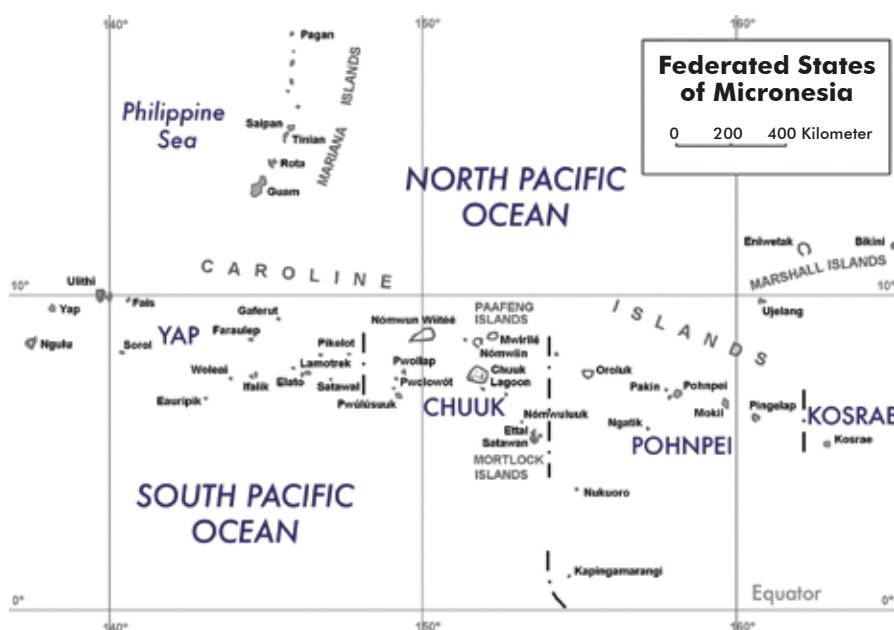 140°
150°
160°
Pagan
MARIANA ISLANDS
Federated States
of Micronesia
0 200 400 Kilometer
Philippine
Sea
Saipan
Tinian
Rota
Guam
NORTH PACIFIC
OCEAN
Eniwetak
Bikini
MARSHALL ISLANDS
CAROLINE
ISLANDS
10°
10°
Ulithi
Fais
Yap
Ngulu
Sorol
YAP
Gaferut
Faraulep
Woleai
Ifalik
Eauripik
Elato
Lamotrek
Pikelot
Satawal
Nómwun Wiitéé
PAAFENG
ISLANDS
Mwirilé
Nómwiin
Pwollap
Pwúlúsuuk
Chuuk
Lagoon
CHUUK
Nómwuluuk
Ettal
Satawan
MORTLOCK
ISLANDS
Ujelang
Oroluk
Pakin
Pohnpei
Mokil
Ngatik
POHNPEI
Pingelap
KOSRAE
Kosrae
SOUTH PACIFIC
OCEAN
Nukuoro
Kapingamarangi
Equator
0°
0°
140°
150°
160°